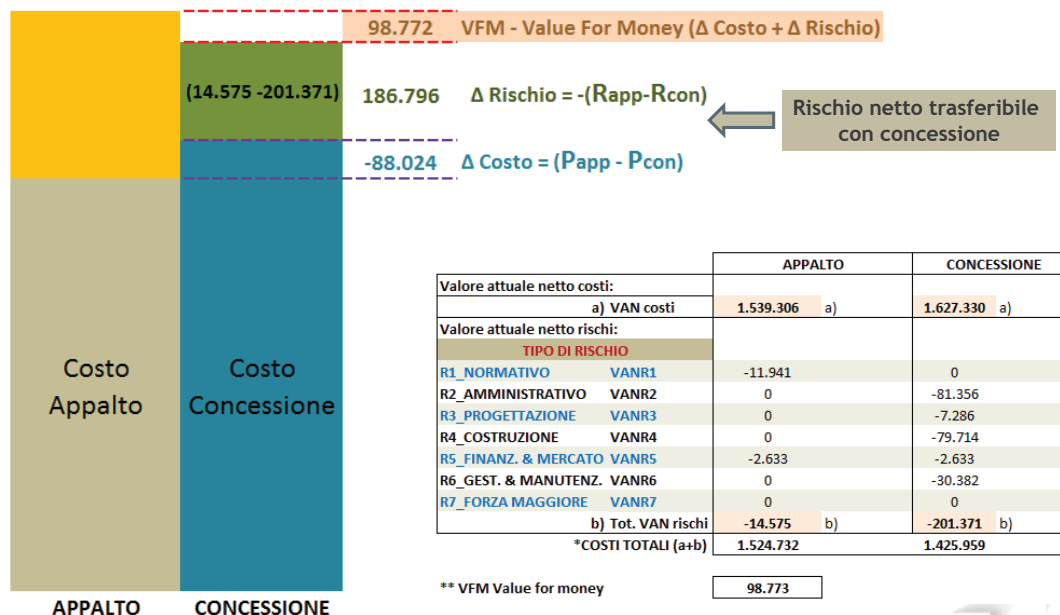 98.772 VFM - Value For Money (Δ Costo + Δ Rischio)
(14.575 -201.371) 186.796 Δ Rischio = -(Rapp-Rcon)
Rischio netto trasferibile
con concessione
-88.024 Δ Costo = (Papp - Pcon)
Costo
Appalto
Costo
Concessione
APPALTO CONCESSIONE
APPALTO CONCESSIONE
Valore attuale netto costi:
a) VAN costi 1.539.306 a) 1.627.330 a)
Valore attuale netto rischi:
TIPO DI RISCHIO
R1_NORMATIVO VANR1 -11.941 0
R2_AMMINISTRATIVO VANR2 0 -81.356
R3_PROGETTAZIONE VANR3 0 -7.286
R4_COSTRUZIONE VANR4 0 -79.714
R5_FINANZ. & MERCATO VANR5 -2.633 -2.633
R6_GEST. & MANUTENZ. VANR6 0 -30.382
R7_FORZA MAGGIORE VANR7 0 0
b) Tot. VAN rischi -14.575 b) -201.371 b)
*COSTI TOTALI (a+b) 1.524.732 1.425.959
** VFM Value for money 98.773